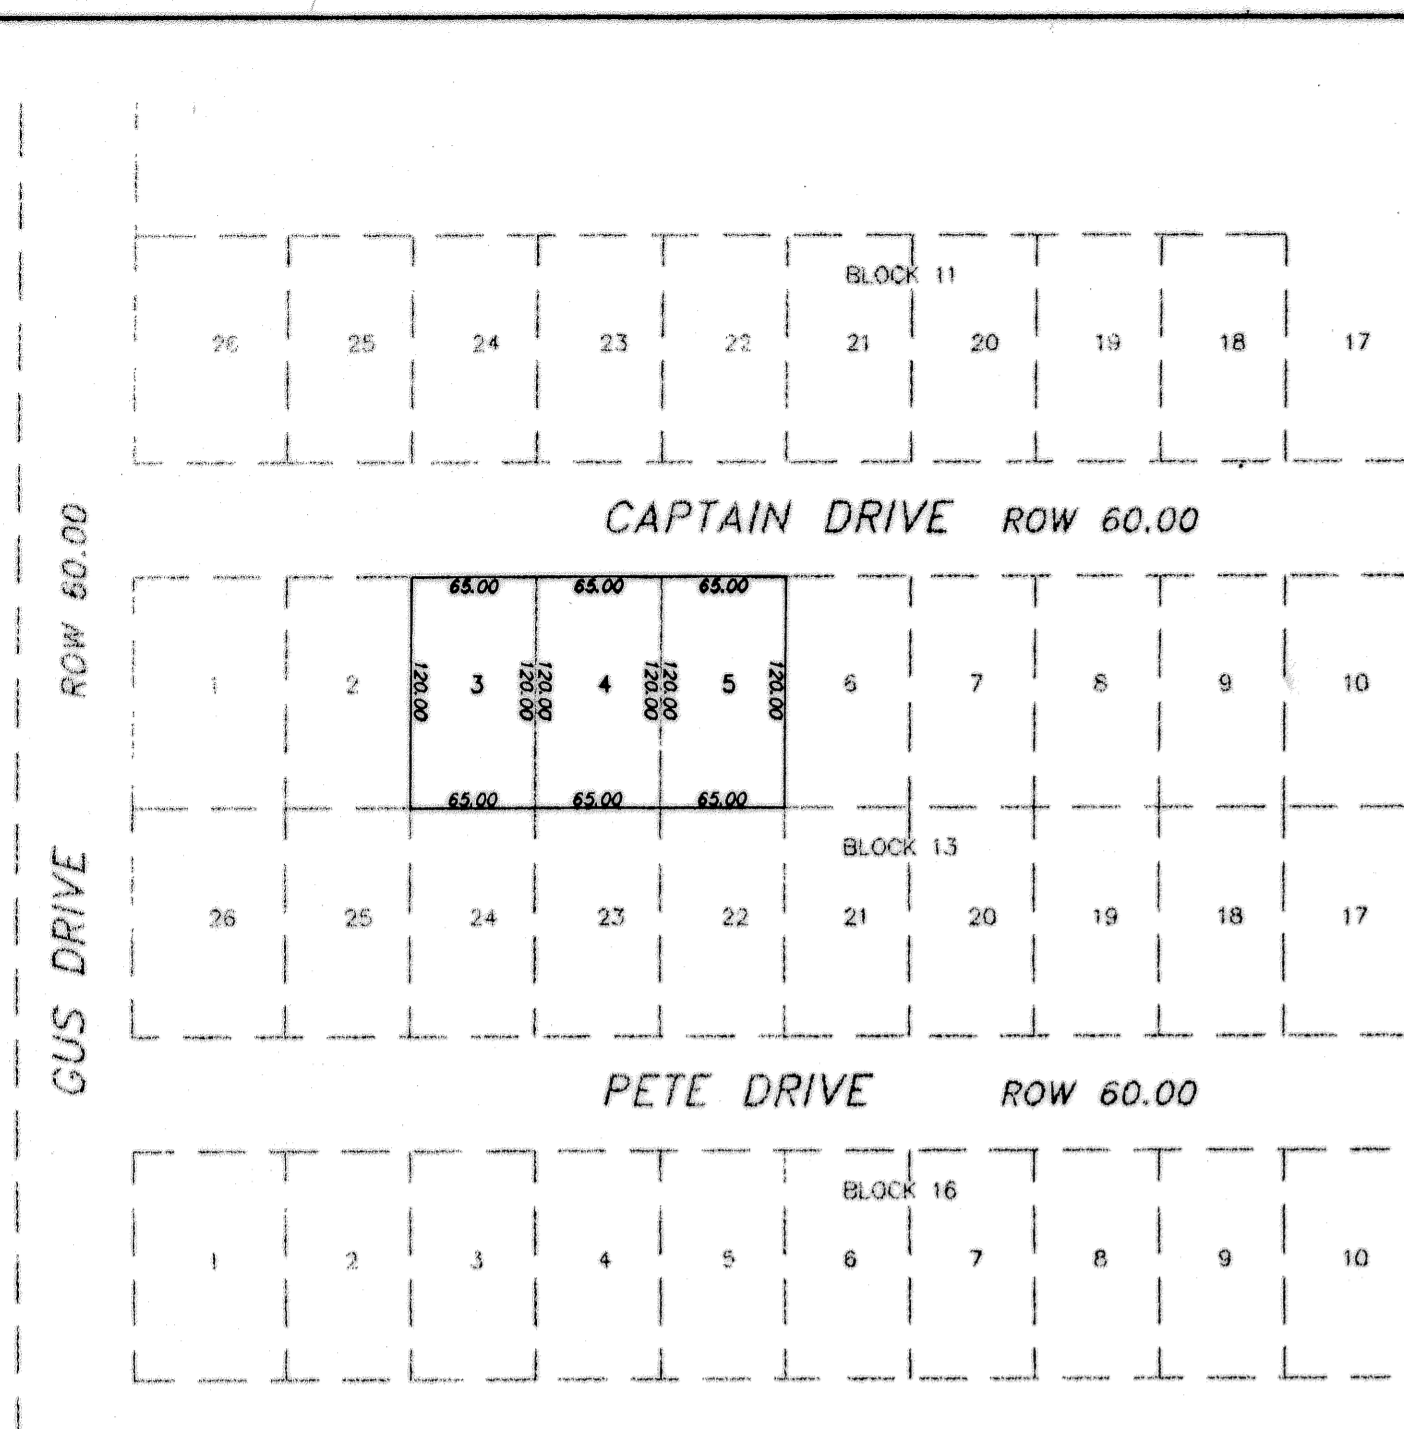 BLOCK 11
26 25 24 23 22 21 20 19 18 17
CAPTAIN DRIVE ROW 60.00
65.00 65.00 65.00
1 2 120.00 3 120.00 120.00 4 120.00 120.00 5 120.00 6 7 8 9 10
65.00 65.00 65.00
BLOCK 13
26 25 24 23 22 21 20 19 18 17
PETE DRIVE ROW 60.00
BLOCK 16
1 2 3 4 5 6 7 8 9 10
GUS DRIVE ROW 60.00